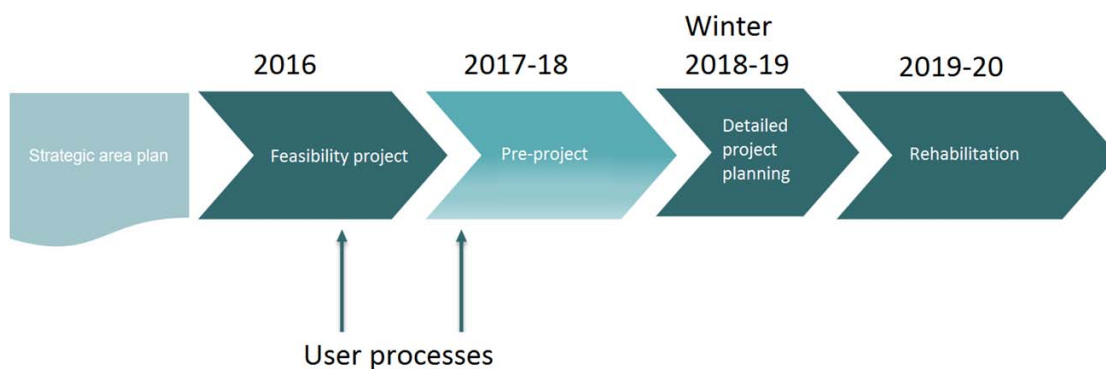 2016
2017-18
Winter
2018-19
2019-20
Strategic area plan
Feasibility project
Pre-project
Detailed
project
planning
Rehabilitation
User processes